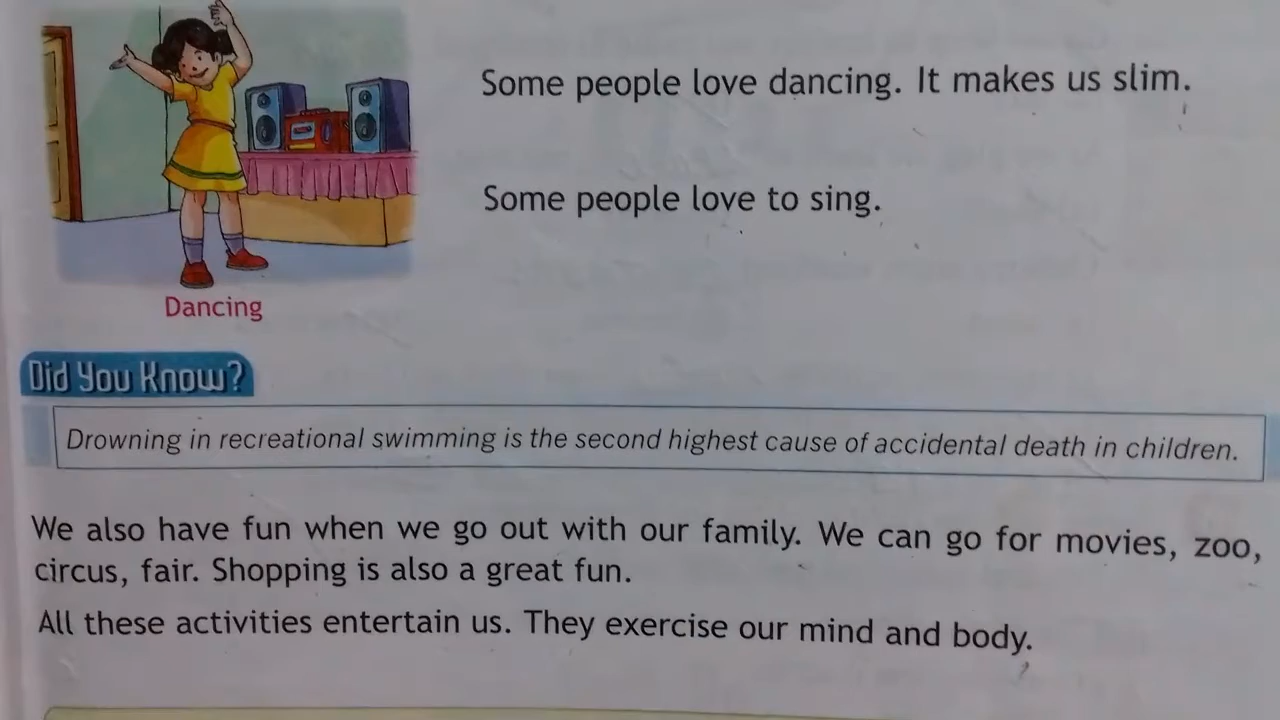 Some people love dancing. It makes us slim.
Some people love to sing.
Dancing
Did You Know?
Drowning in recreational swimming is the second highest cause of accidental death in children.
We also have fun when we go out with our family. We can go for movies, zoo,
circus, fair. Shopping is also a great fun.
All these activities entertain us. They exercise our mind and body.